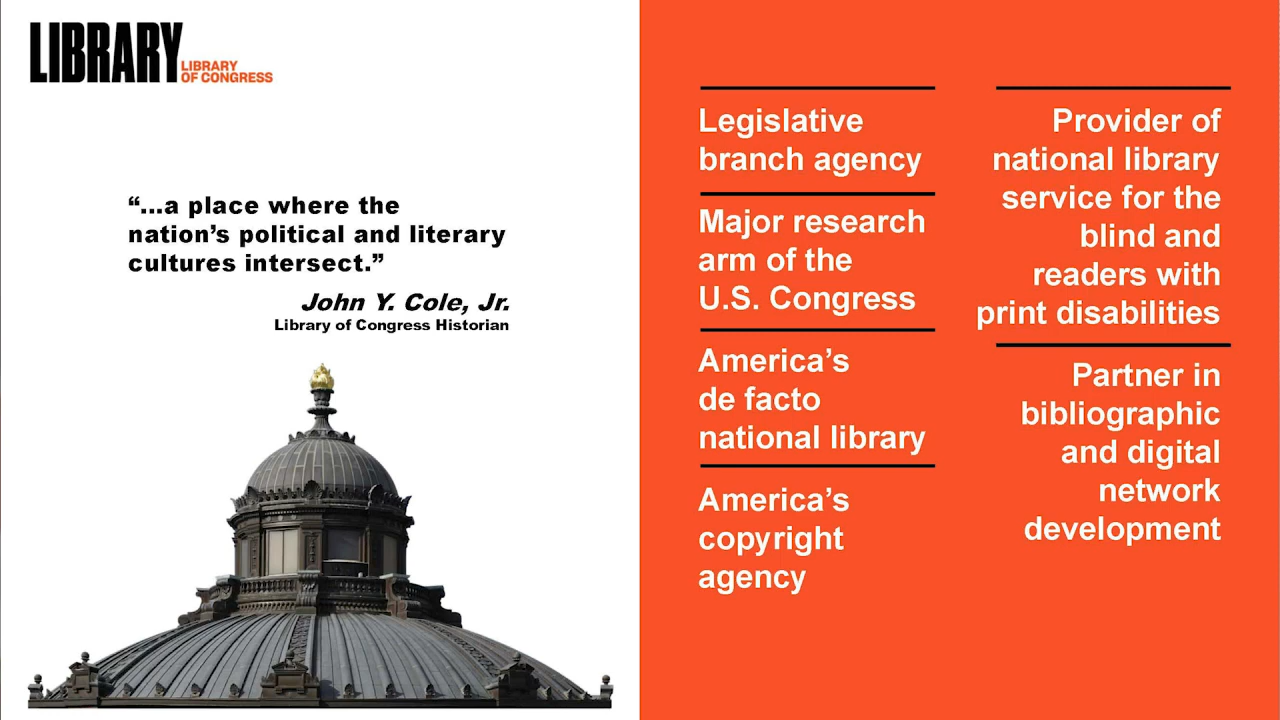 LIBRARY
LIBRARY
OF CONGRESS
“...a place where the
nation’s political and literary
cultures intersect.”
John Y. Cole, Jr.
Library of Congress Historian
Legislative
branch agency
Major research
arm of the
U.S. Congress
America’s
de facto
national library
America’s
copyright
agency
Provider of
national library
service for the
blind and
readers with
print disabilities
Partner in
bibliographic
and digital
network
development